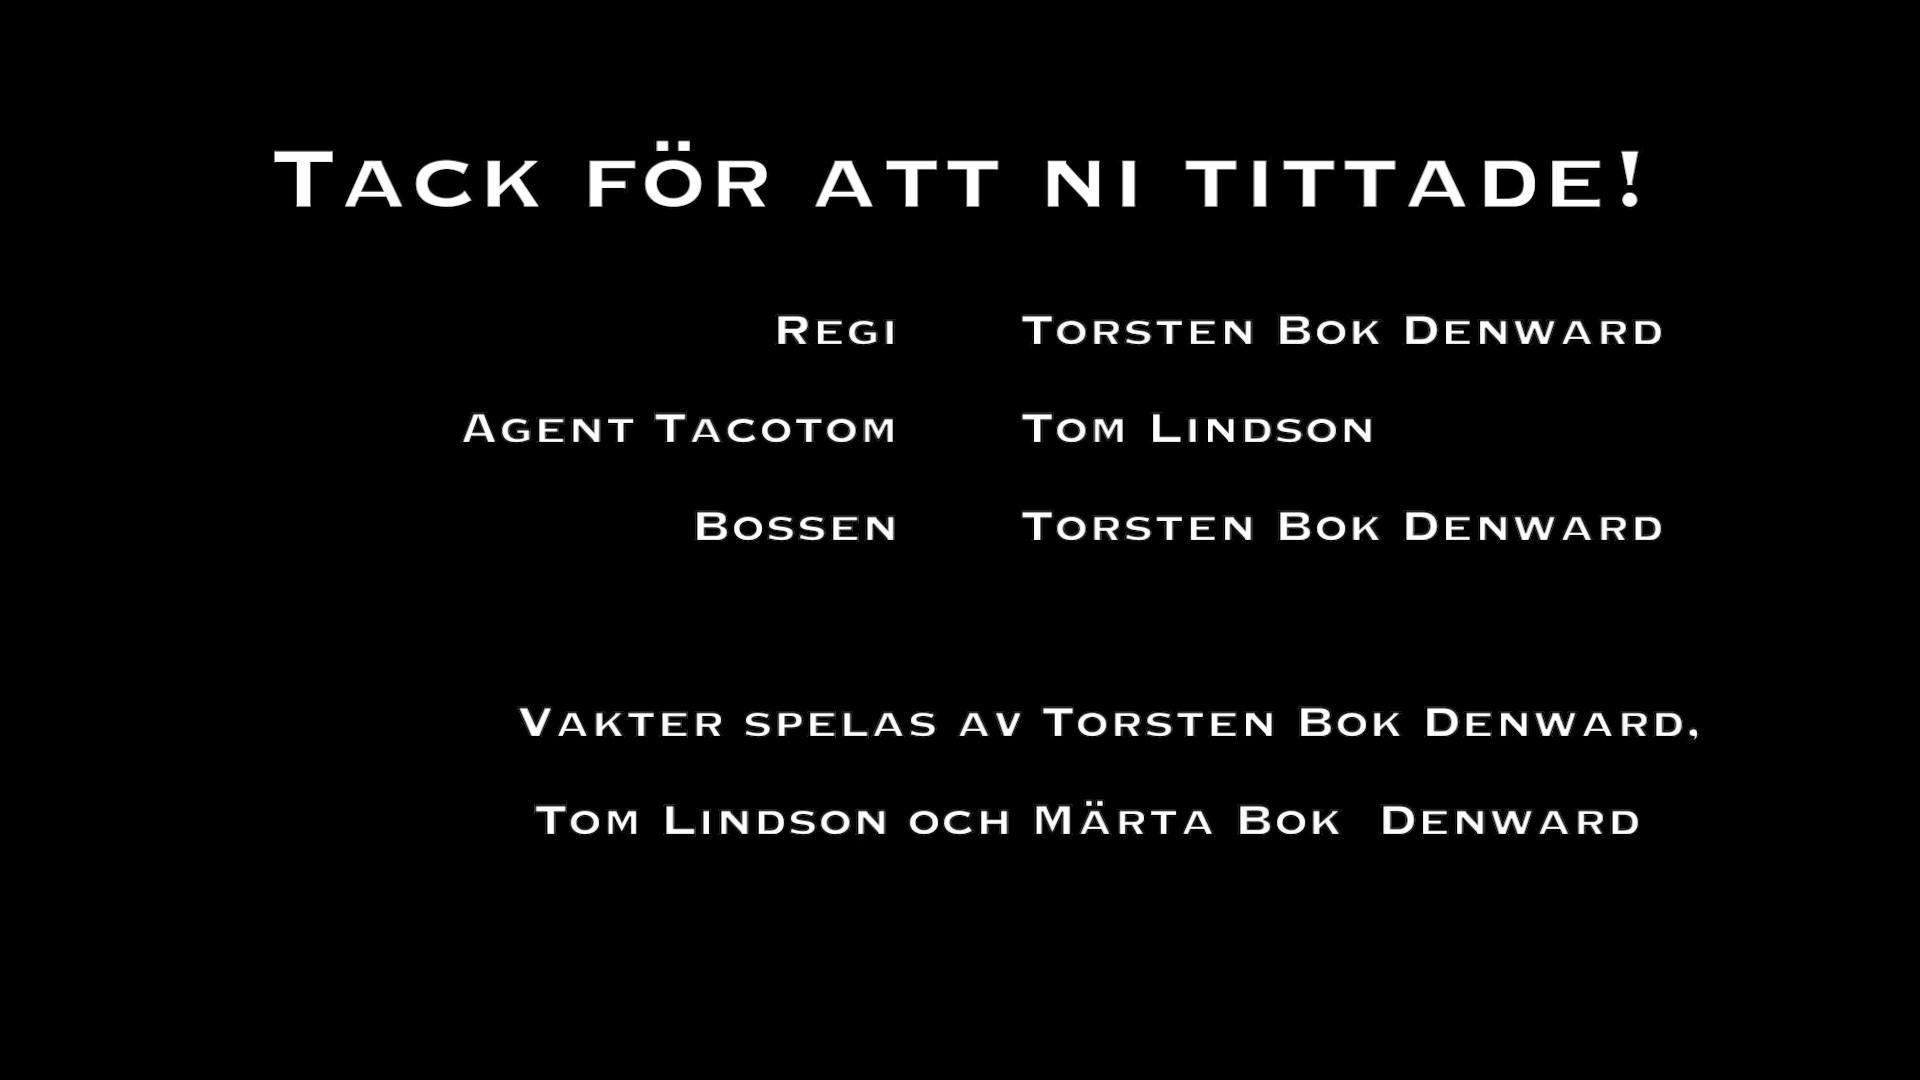 Tack för att ni tittade!
Regi Torsten Bok Denward
Agent Tacotom Tom Lindson
Bossen Torsten Bok Denward
Vakter spelas av Torsten Bok Denward,
Tom Lindson och Märta Bok Denward